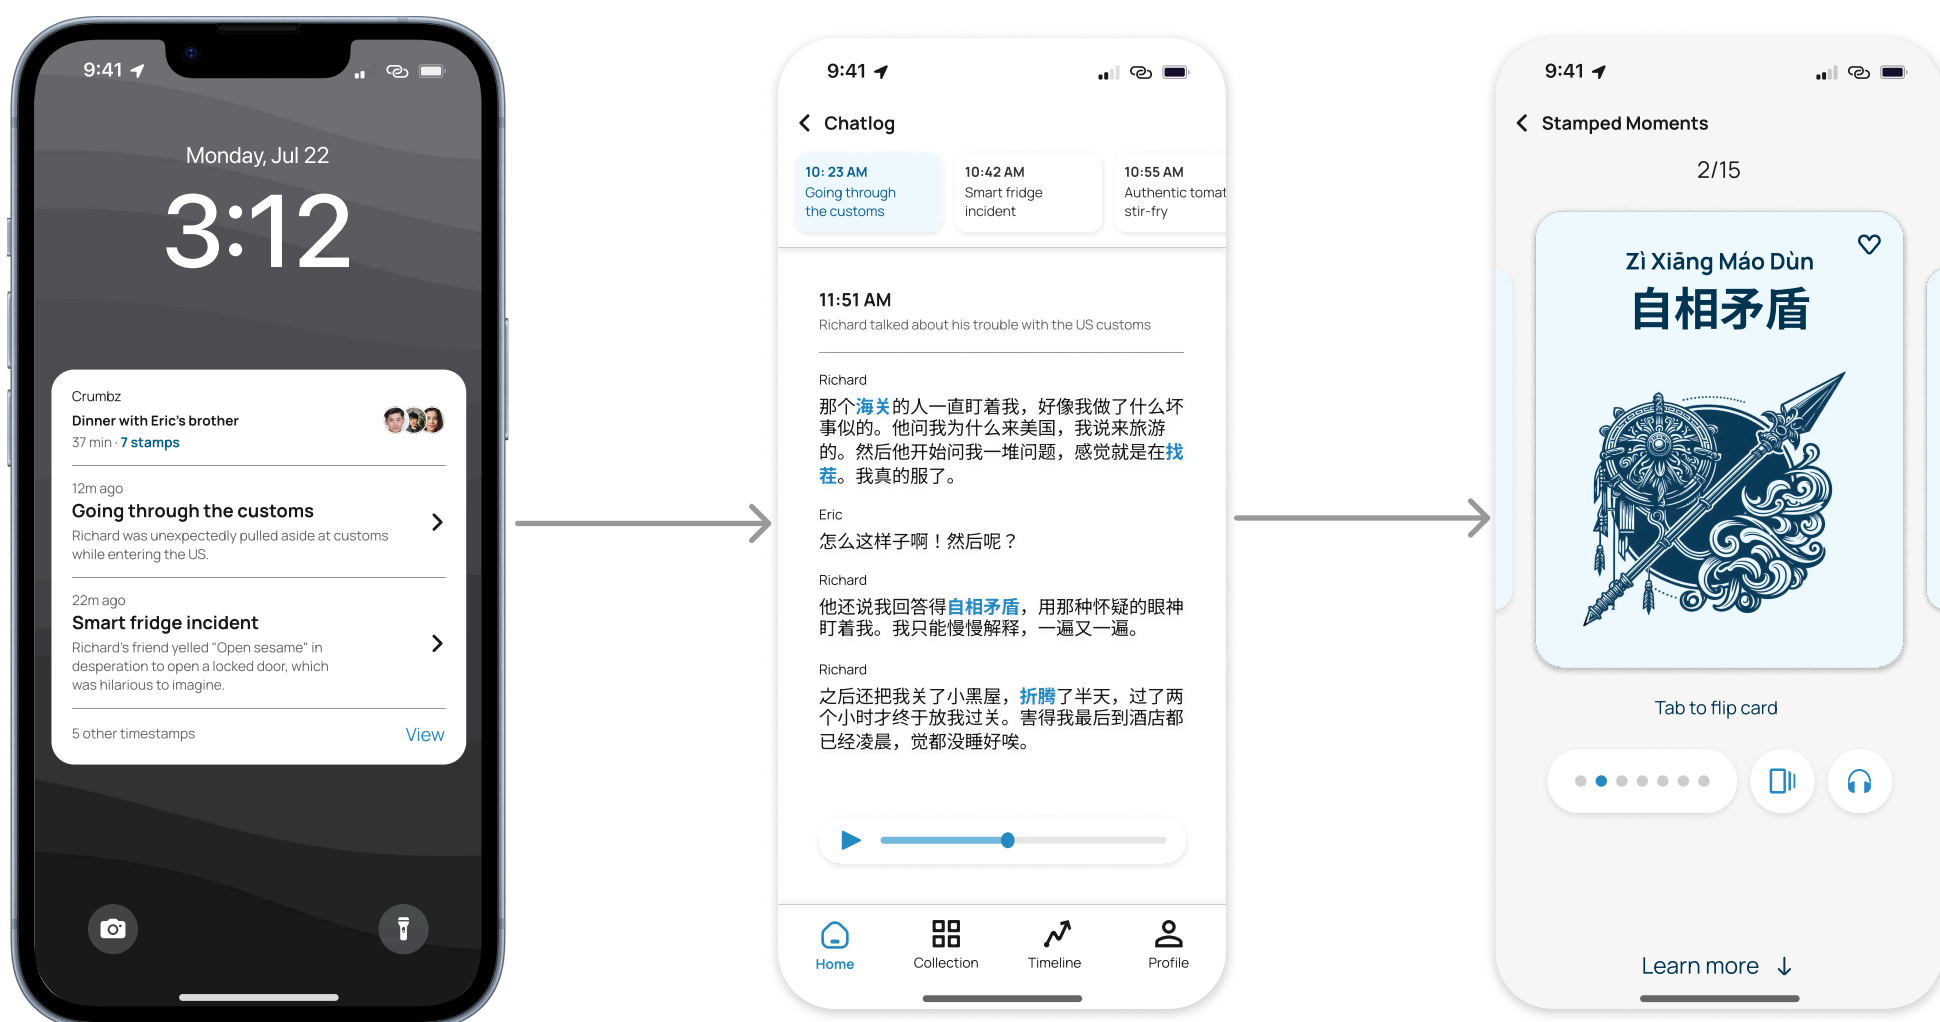 9:41
Monday, Jul 22
3:12
Crumbz
Dinner with Eric's brother
37 min · 7 stamps
12m ago
Going through the customs
Richard was unexpectedly pulled aside at customs
while entering the US.
22m ago
Smart fridge incident
Richard's friend yelled "Open sesame" in
desperation to open a locked door, which
was hilarious to imagine.
5 other timestamps
View
9:41
Chatlog
10: 23 AM
Going through
the customs
10:42 AM
Smart fridge
incident
10:55 AM
Authentic tomat
stir-fry
11:51 AM
Richard talked about his trouble with the US customs
Richard
那个海关的人一直盯着我，好像我做了什么坏
事似的。他问我为什么来美国，我说来旅游
的。然后他开始问我一堆问题，感觉就是在找
茬。我真的服了。
Eric
怎么这样子啊！然后呢？
Richard
他还说我回答得自相矛盾，用那种怀疑的眼神
盯着我。我只能慢慢解释，一遍又一遍。
Richard
之后还把我关了小黑屋，折腾了半天，过了两
个小时才终于放我过关。害得我最后到酒店都
已经凌晨，觉都没睡好唉。
Home
Collection
Timeline
Profile
9:41
Stamped Moments
2/15
Zì Xiāng Máo Dùn
自相矛盾
Tab to flip card
Learn more